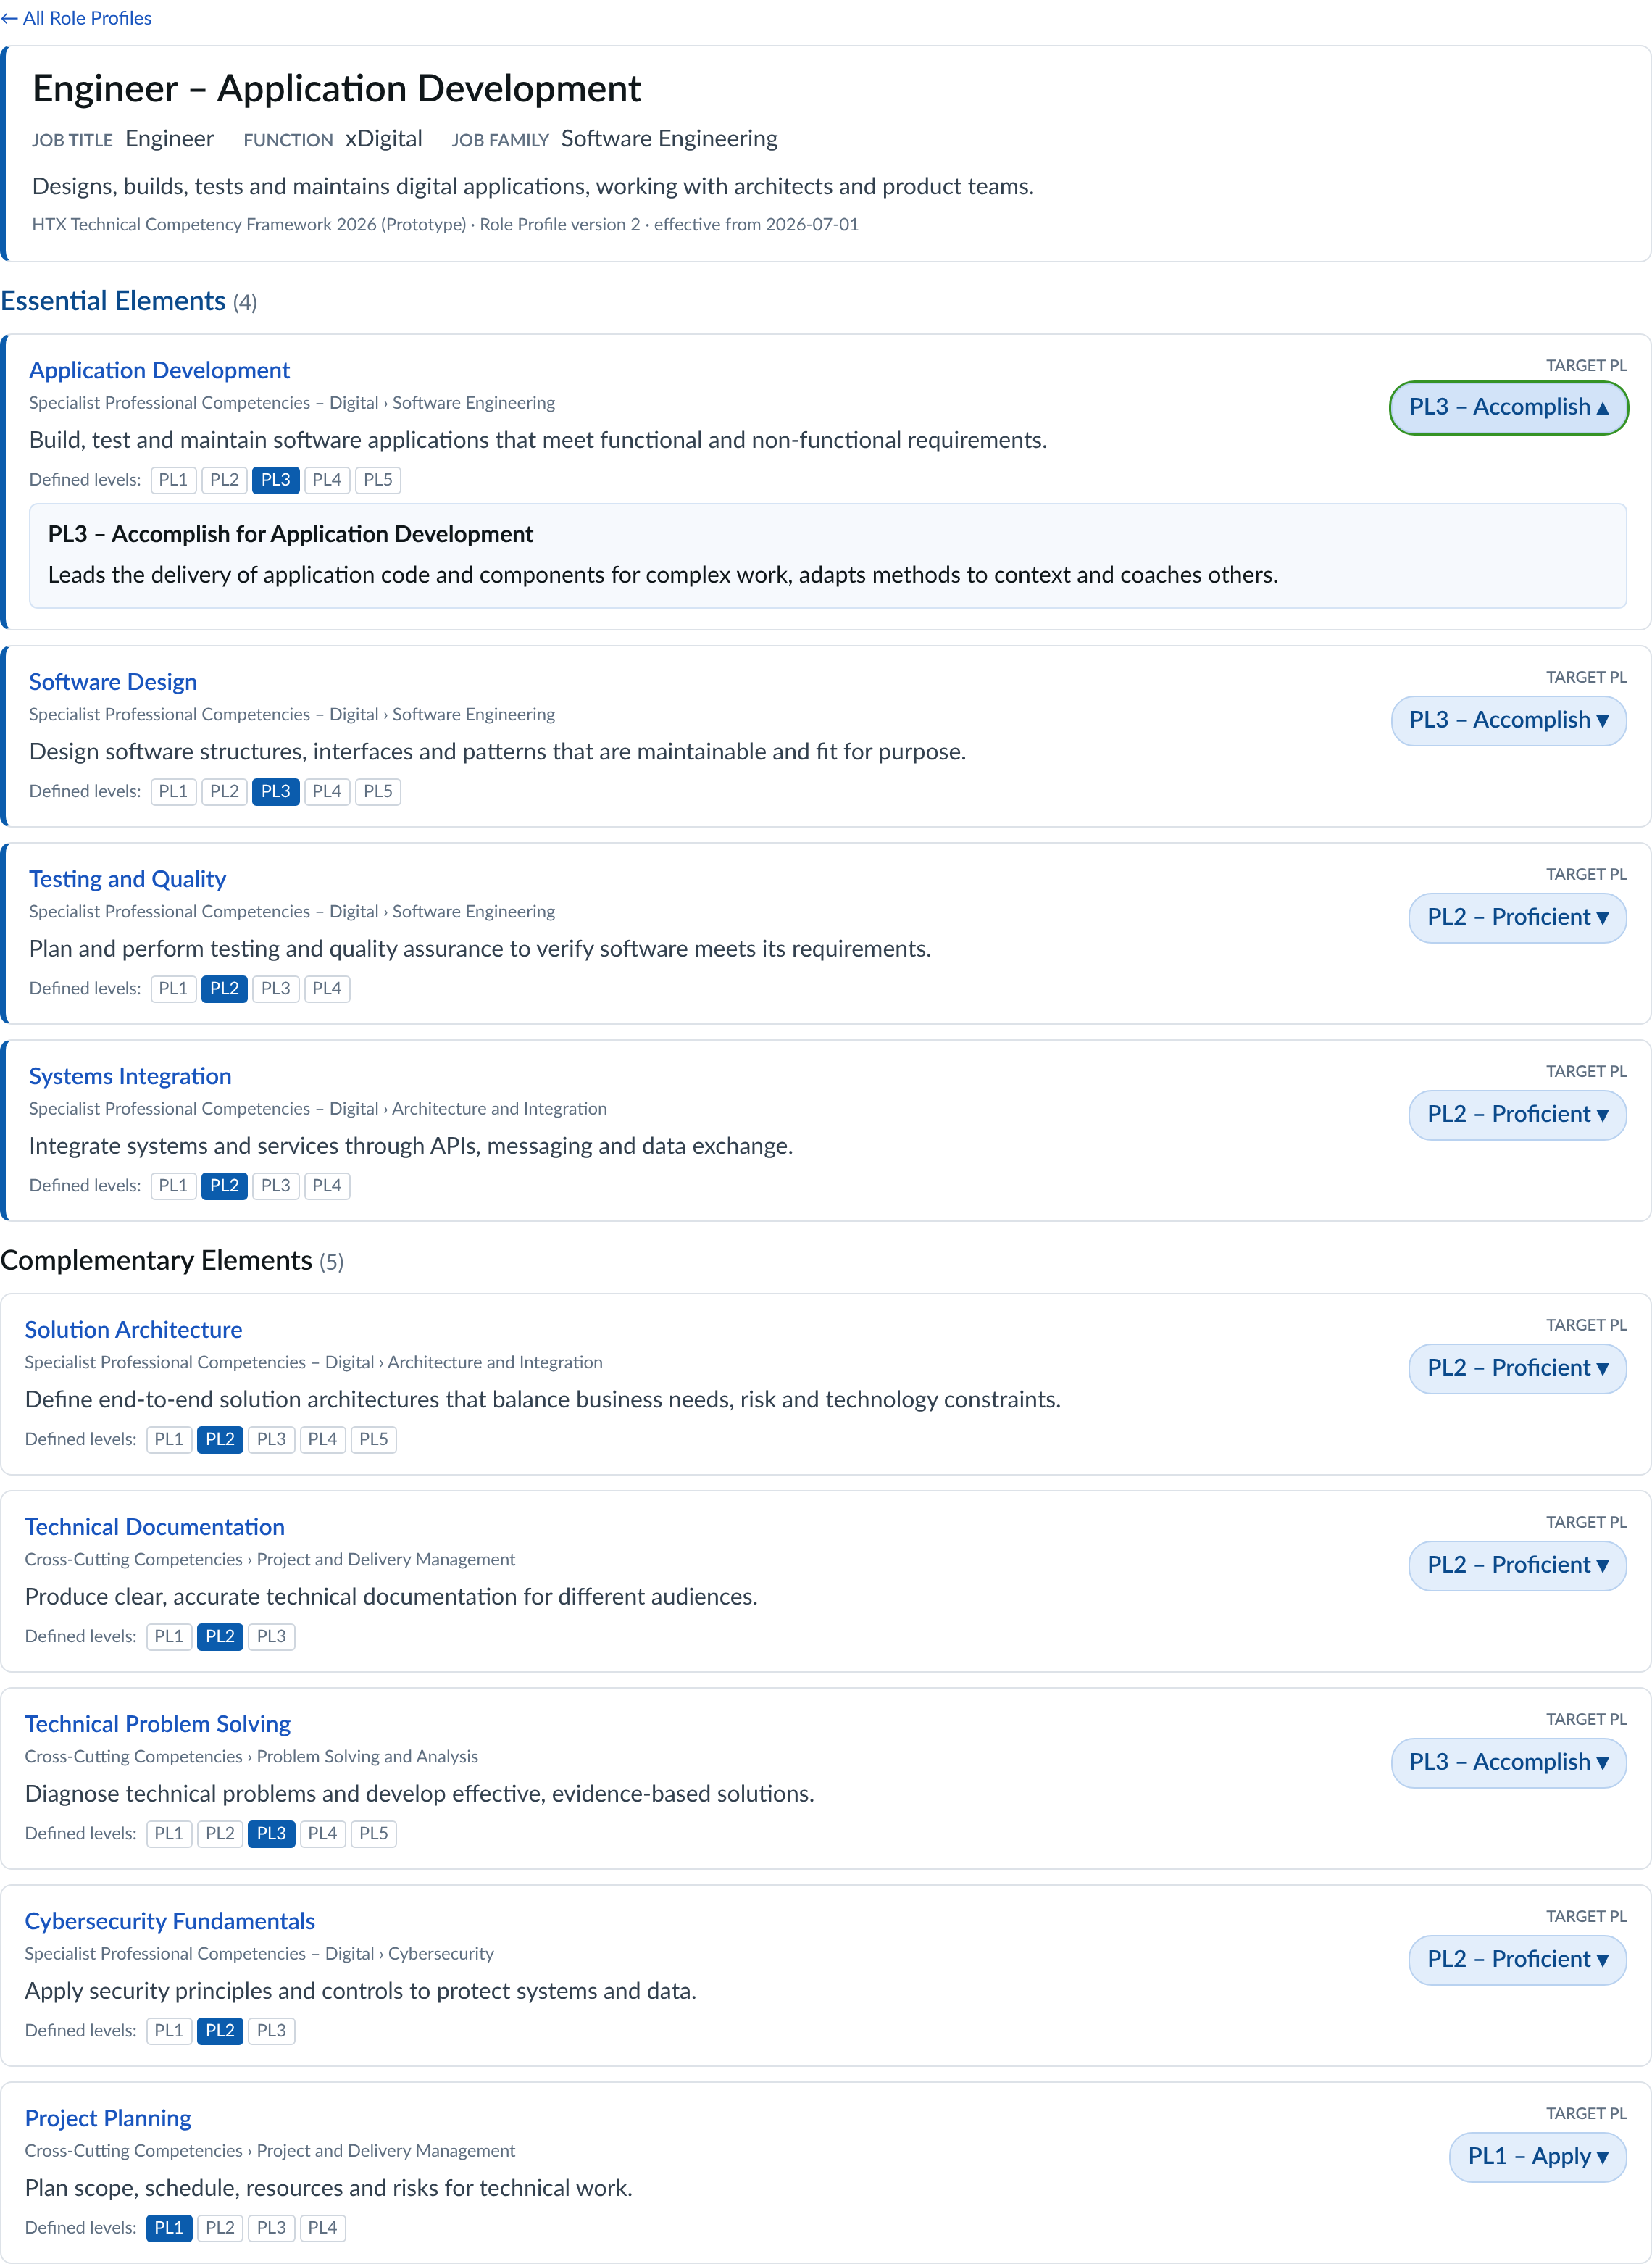 ← All Role Profiles
Engineer – Application Development
JOB TITLE Engineer FUNCTION xDigital JOB FAMILY Software Engineering
Designs, builds, tests and maintains digital applications, working with architects and product teams.
HTX Technical Competency Framework 2026 (Prototype) · Role Profile version 2 · effective from 2026-07-01
Essential Elements (4)
Application Development
TARGET PL
PL3 – Accomplish ▲
Specialist Professional Competencies – Digital › Software Engineering
Build, test and maintain software applications that meet functional and non-functional requirements.
Defined levels: PL1 PL2 PL3 PL4 PL5
PL3 – Accomplish for Application Development
Leads the delivery of application code and components for complex work, adapts methods to context and coaches others.
Software Design
TARGET PL
PL3 – Accomplish ▼
Specialist Professional Competencies – Digital › Software Engineering
Design software structures, interfaces and patterns that are maintainable and fit for purpose.
Defined levels: PL1 PL2 PL3 PL4 PL5
Testing and Quality
TARGET PL
PL2 – Proficient ▼
Specialist Professional Competencies – Digital › Software Engineering
Plan and perform testing and quality assurance to verify software meets its requirements.
Defined levels: PL1 PL2 PL3 PL4
Systems Integration
TARGET PL
PL2 – Proficient ▼
Specialist Professional Competencies – Digital › Architecture and Integration
Integrate systems and services through APIs, messaging and data exchange.
Defined levels: PL1 PL2 PL3 PL4
Complementary Elements (5)
Solution Architecture
TARGET PL
PL2 – Proficient ▼
Specialist Professional Competencies – Digital › Architecture and Integration
Define end-to-end solution architectures that balance business needs, risk and technology constraints.
Defined levels: PL1 PL2 PL3 PL4 PL5
Technical Documentation
TARGET PL
PL2 – Proficient ▼
Cross-Cutting Competencies › Project and Delivery Management
Produce clear, accurate technical documentation for different audiences.
Defined levels: PL1 PL2 PL3
Technical Problem Solving
TARGET PL
PL3 – Accomplish ▼
Cross-Cutting Competencies › Problem Solving and Analysis
Diagnose technical problems and develop effective, evidence-based solutions.
Defined levels: PL1 PL2 PL3 PL4 PL5
Cybersecurity Fundamentals
TARGET PL
PL2 – Proficient ▼
Specialist Professional Competencies – Digital › Cybersecurity
Apply security principles and controls to protect systems and data.
Defined levels: PL1 PL2 PL3
Project Planning
TARGET PL
PL1 – Apply ▼
Cross-Cutting Competencies › Project and Delivery Management
Plan scope, schedule, resources and risks for technical work.
Defined levels: PL1 PL2 PL3 PL4